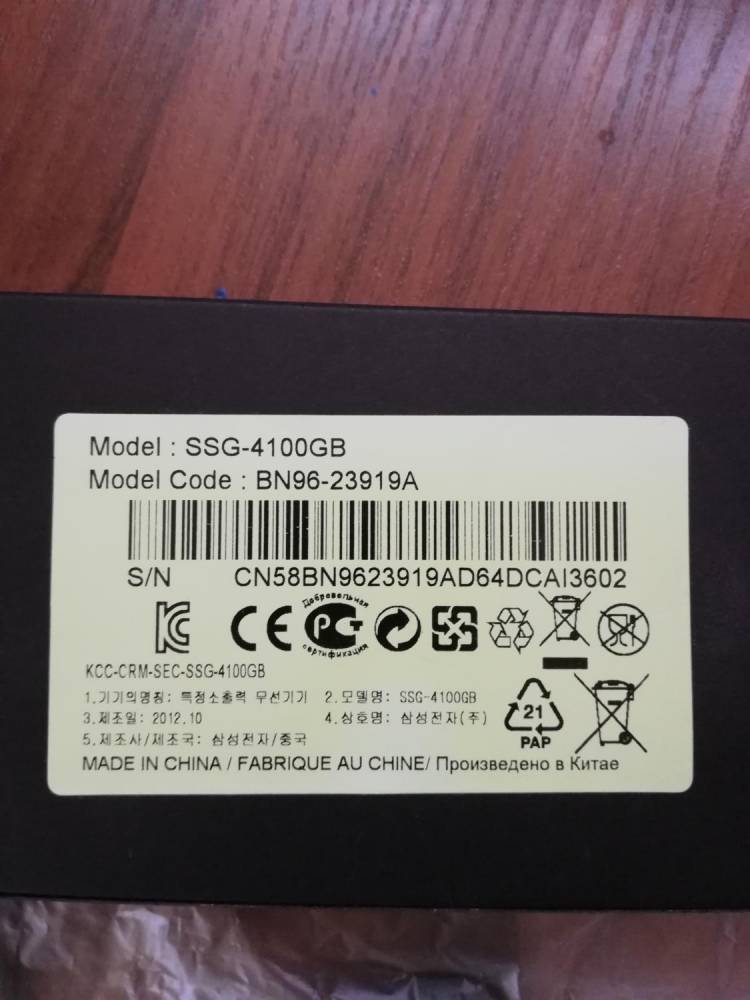 Model : SSG-4100GB
Model Code : BN96-23919A
S/N CN58BN9623919AD64DCAI3602
Добровольная
сертификация
KCC-CRM-SEC-SSG-4100GB
1.기기의명칭: 특정소출력 무선기기 2.모델명: SSG-4100GB
3.제조일: 2012.10 4.상호명: 삼성전자(주)
5.제조사/제조국: 삼성전자/중국
21
PAP
MADE IN CHINA / FABRIQUE AU CHINE/ Произведено в Китае